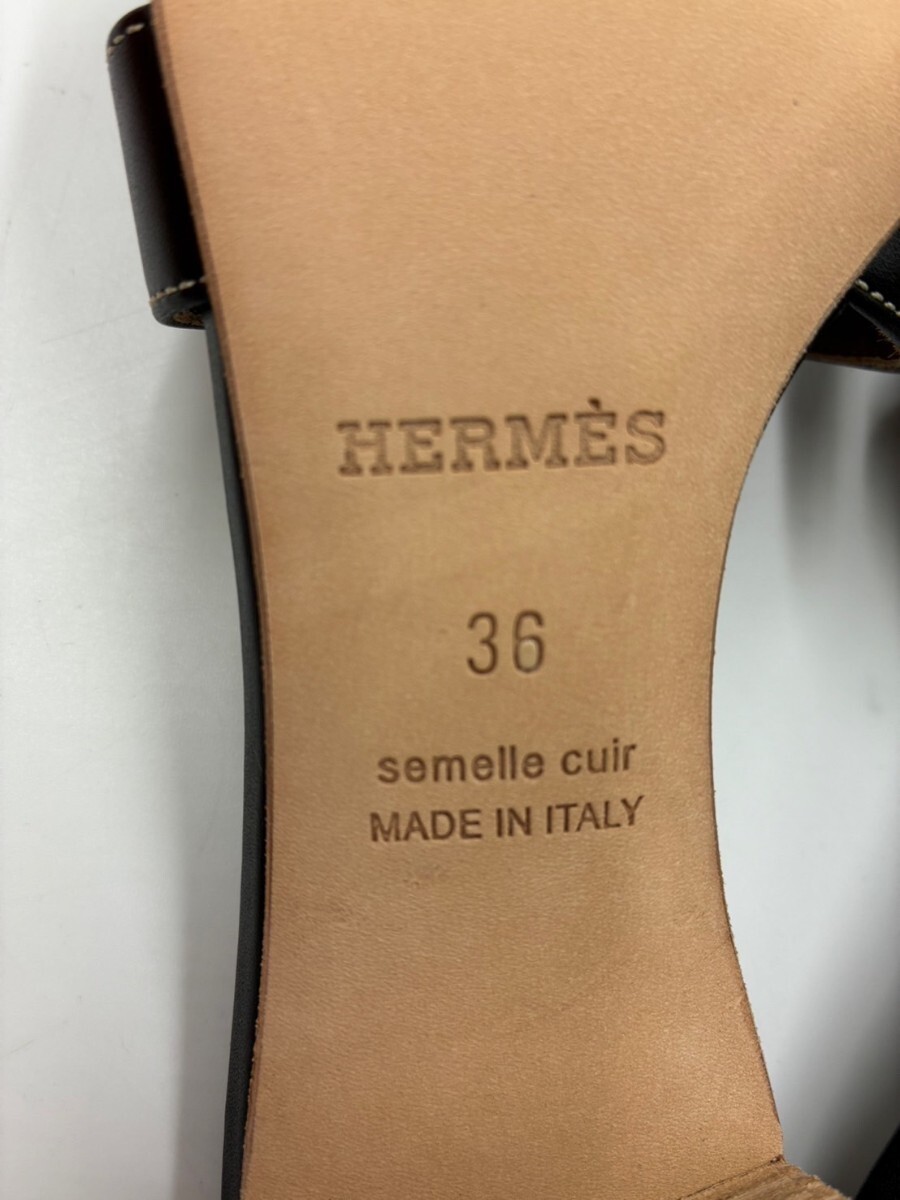 HERMÈS
36
semelle cuir
MADE IN ITALY